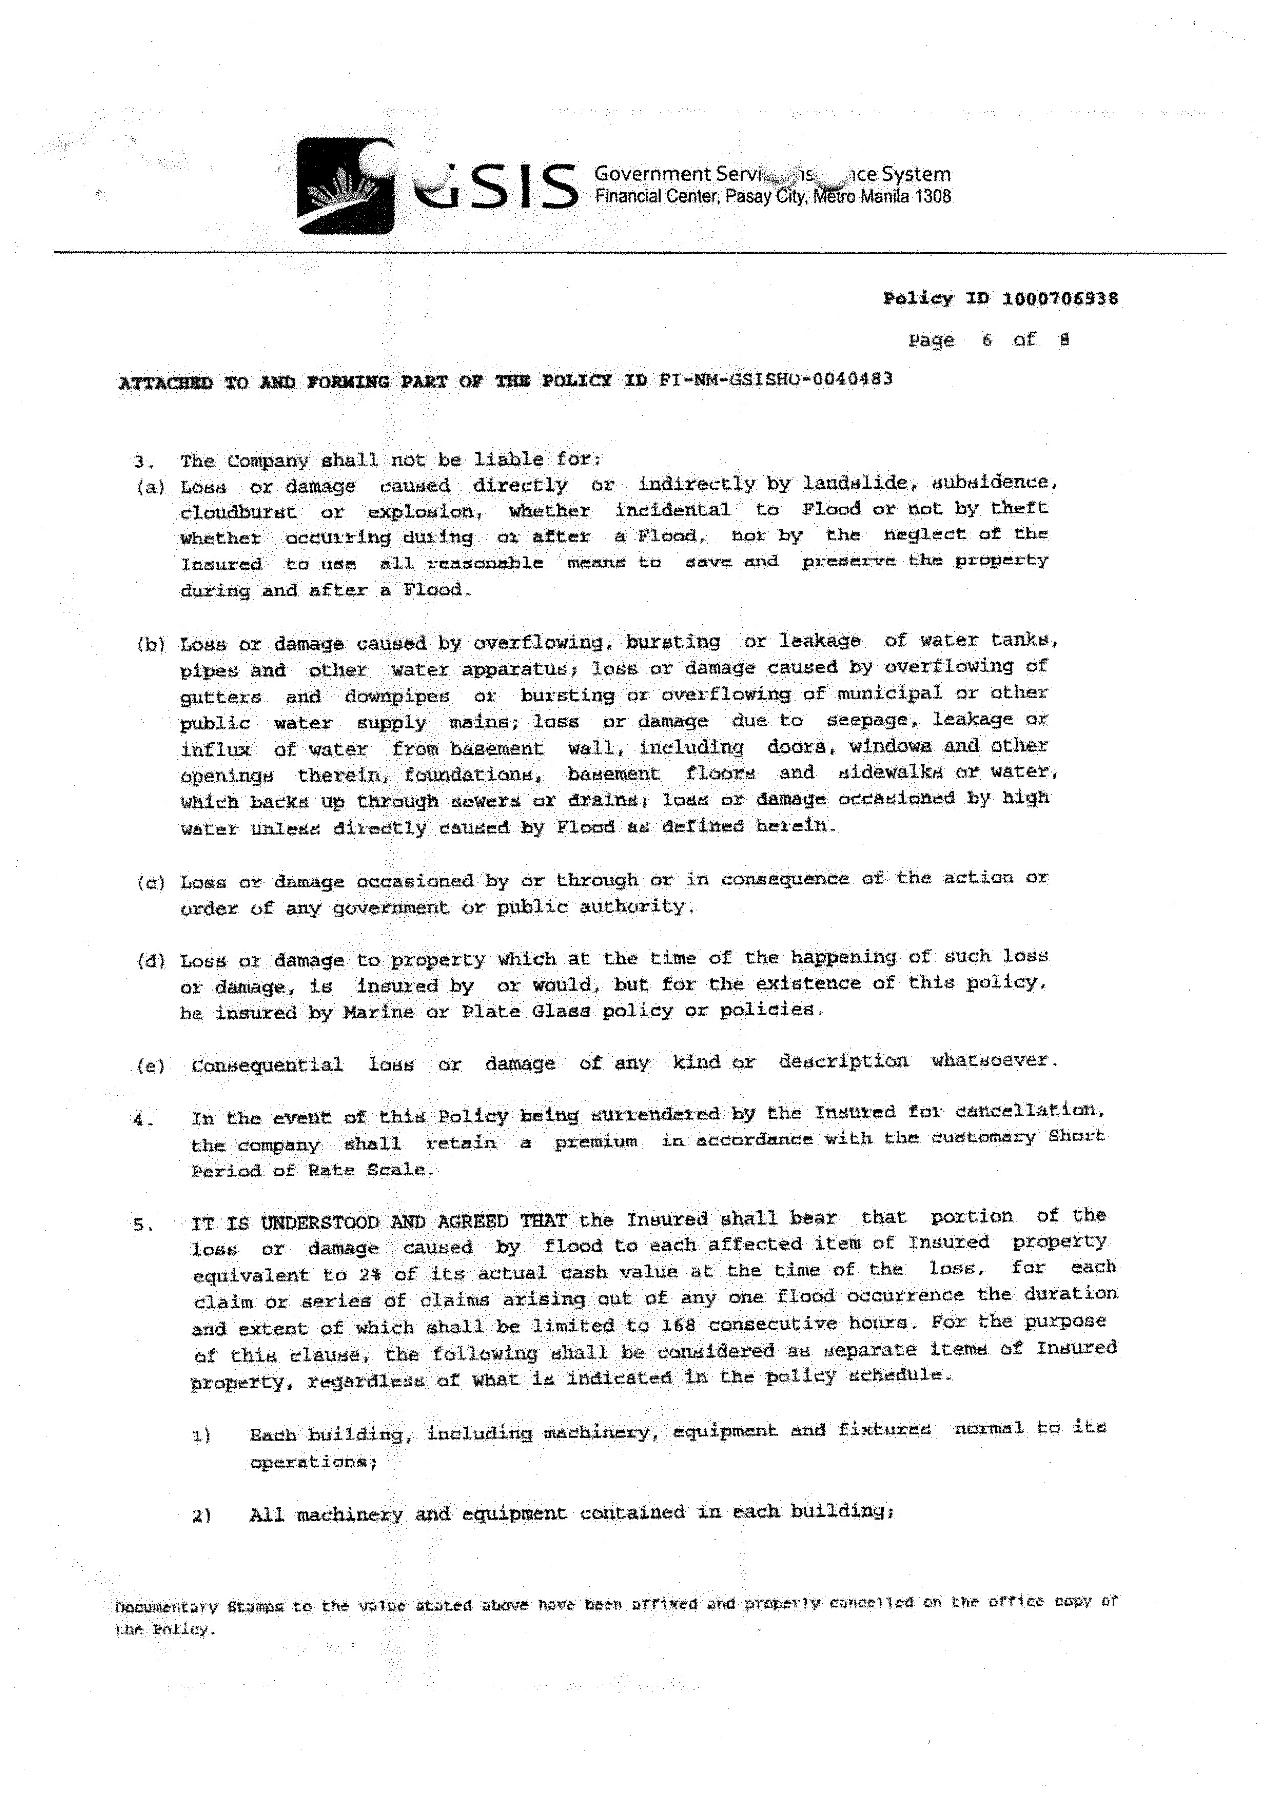 GSIS Government Service System
Financial Center, Pasay City, Metro Manila 1308
Policy ID 1000706938
Page 6 of 8
ATTACHED TO AND FORMING PART OF THE POLICY ID FI-NM-GSISHO-0040483
3. The Company shall not be liable for:
(a) Loss or damage caused directly or indirectly by landslide, subsidence,
cloudburst or explosion, whether incidental to Flood or not by theft
whether occurring during or after a Flood, nor by the neglect of the
Insured to use all reasonable means to save and preserve the property
during and after a Flood.
(b) Loss or damage caused by overflowing, bursting or leakage of water tanks,
pipes and other water apparatus; loss or damage caused by overflowing of
gutters and downpipes or bursting or overflowing of municipal or other
public water supply mains; loss or damage due to seepage, leakage or
influx of water from basement wall, including doors, windows and other
openings therein, foundations, basement floors and sidewalks or water,
which backs up through sewers or drains; loss or damage occasioned by high
water unless directly caused by Flood as defined herein.
(c) Loss or damage occasioned by or through or in consequence of the action or
order of any government or public authority.
(d) Loss or damage to property which at the time of the happening of such loss
or damage, is insured by or would, but for the existence of this policy,
be insured by Marine or Plate Glass policy or policies.
(e) Consequential loss or damage of any kind or description whatsoever.
4. In the event of this Policy being surrendered by the Insured for cancellation,
the company shall retain a premium in accordance with the customary Short
Period of Rate Scale.
5. IT IS UNDERSTOOD AND AGREED THAT the Insured shall bear that portion of the
loss or damage caused by flood to each affected item of Insured property
equivalent to 2% of its actual cash value at the time of the loss, for each
claim or series of claims arising out of any one flood occurrence the duration
and extent of which shall be limited to 168 consecutive hours. For the purpose
of this clause, the following shall be considered as separate items of Insured
property, regardless of what is indicated in the policy schedule.
1) Each building, including machinery, equipment and fixtures normal to its
operations;
2) All machinery and equipment contained in each building;
Documentary Stamps to the value stated above have been affixed and properly cancelled on the office copy of
the Policy.